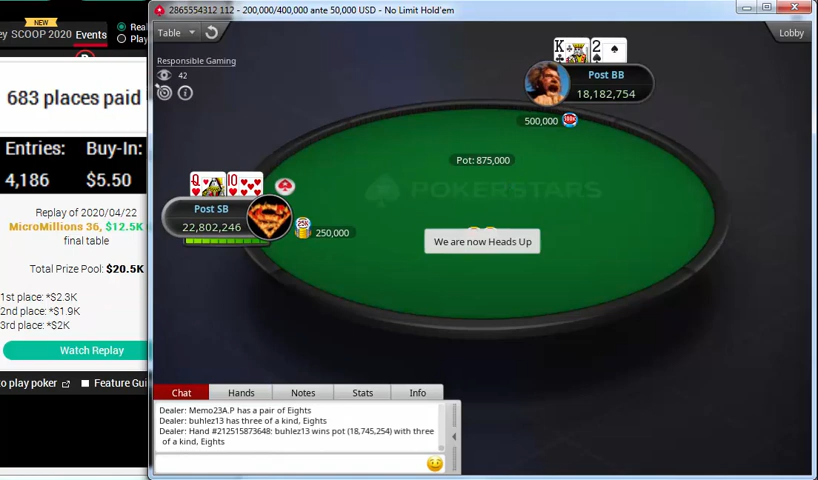 NEW
ey SCOOP 2020 Events
Rea
Play
683 places paid
Entries: Buy-In:
4,186 $5.50
Replay of 2020/04/22
MicroMillions 36, $12.5K
final table
Total Prize Pool: $20.5K
1st place: *$2.3K
2nd place: *$1.9K
3rd place: *$2K
Watch Replay
to play poker
Feature Gui
2865554312 112 - 200,000/400,000 ante 50,000 USD - No Limit Hold'em
Table
Lobby
Responsible Gaming
42
K 2
Post BB
18,182,754
500,000
100K
Pot: 875,000
POKERSTARS
Q 10
Post SB
22,802,246
25K
250,000
We are now Heads Up
Chat Hands Notes Stats Info
Dealer: Memo23A.P has a pair of Eights
Dealer: buhlez13 has three of a kind, Eights
Dealer: Hand #212515873648: buhlez13 wins pot (18,745,254) with three
of a kind, Eights